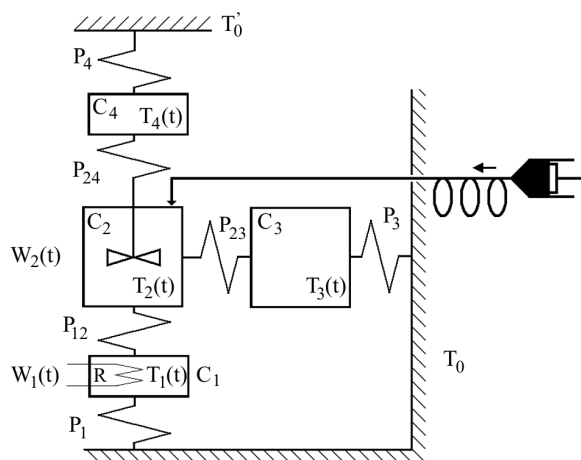 T₀'
P₄
C₄
T₄(t)
P₂₄
C₂
P₂₃
C₃
P₃
W₂(t)
T₂(t)
T₃(t)
P₁₂
T₀
W₁(t)
R
T₁(t)
C₁
P₁